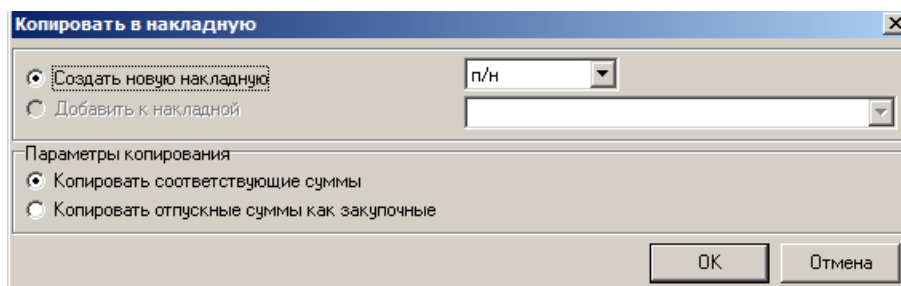 Копировать в накладную
Создать новую накладную п/н
Добавить к накладной
Параметры копирования
Копировать соответствующие суммы
Копировать отпускные суммы как закупочные
OK Отмена